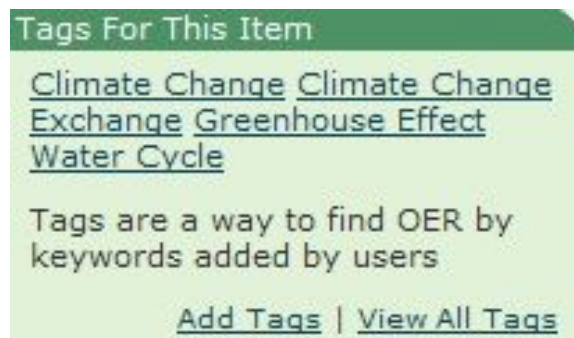 Tags For This Item
Climate Change Climate Change
Exchange Greenhouse Effect
Water Cycle
Tags are a way to find OER by
keywords added by users
Add Tags | View All Tags